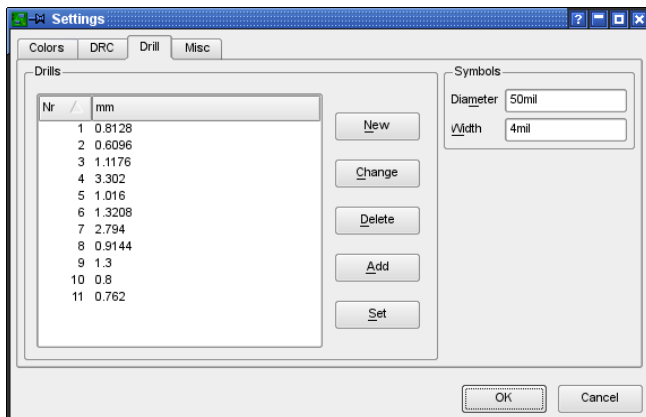 Settings
Colors DRC Drill Misc
Drills
Nr mm
1 0.8128
2 0.6096
3 1.1176
4 3.302
5 1.016
6 1.3208
7 2.794
8 0.9144
9 1.3
10 0.8
11 0.762
New
Change
Delete
Add
Set
Symbols
Diameter 50mil
Width 4mil
OK Cancel